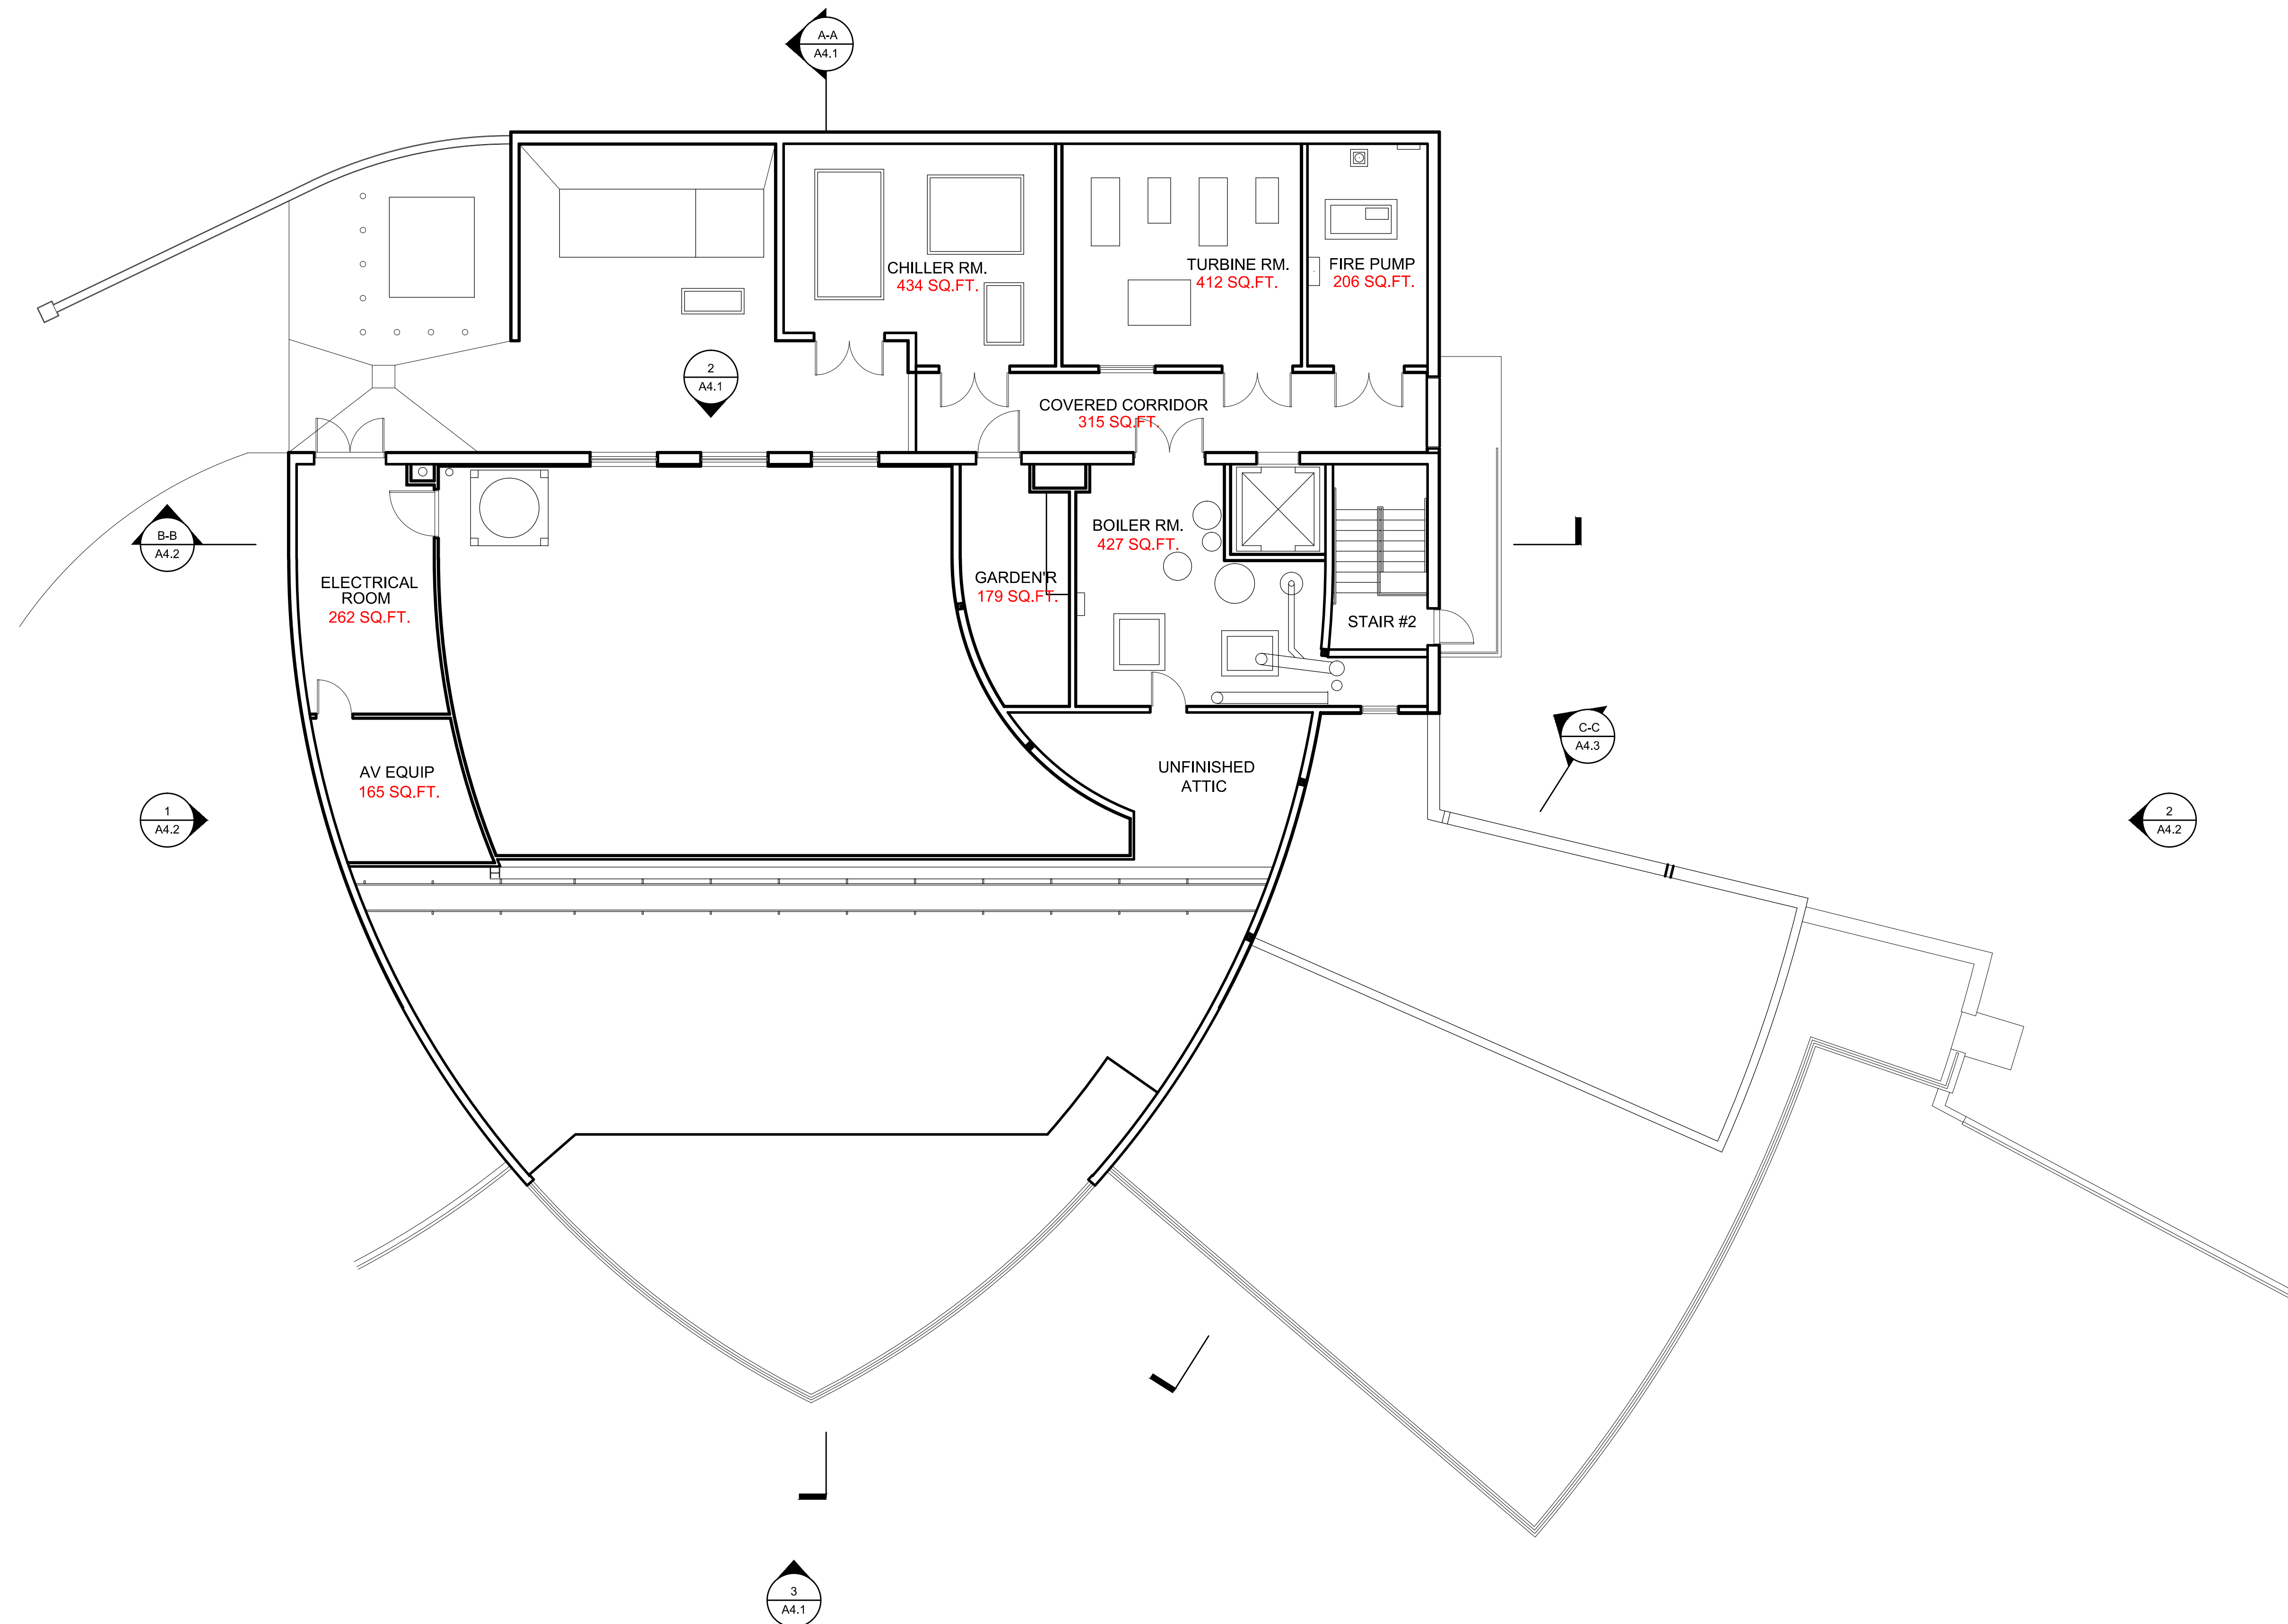 A-A
A4.1
CHILLER RM.
434 SQ.FT.
TURBINE RM.
412 SQ.FT.
FIRE PUMP
206 SQ.FT.
2
A4.1
COVERED CORRIDOR
315 SQ.FT.
B-B
A4.2
ELECTRICAL
ROOM
262 SQ.FT.
GARDEN'R
179 SQ.FT.
BOILER RM.
427 SQ.FT.
STAIR #2
AV EQUIP
165 SQ.FT.
UNFINISHED
ATTIC
C-C
A4.3
1
A4.2
2
A4.2
3
A4.1